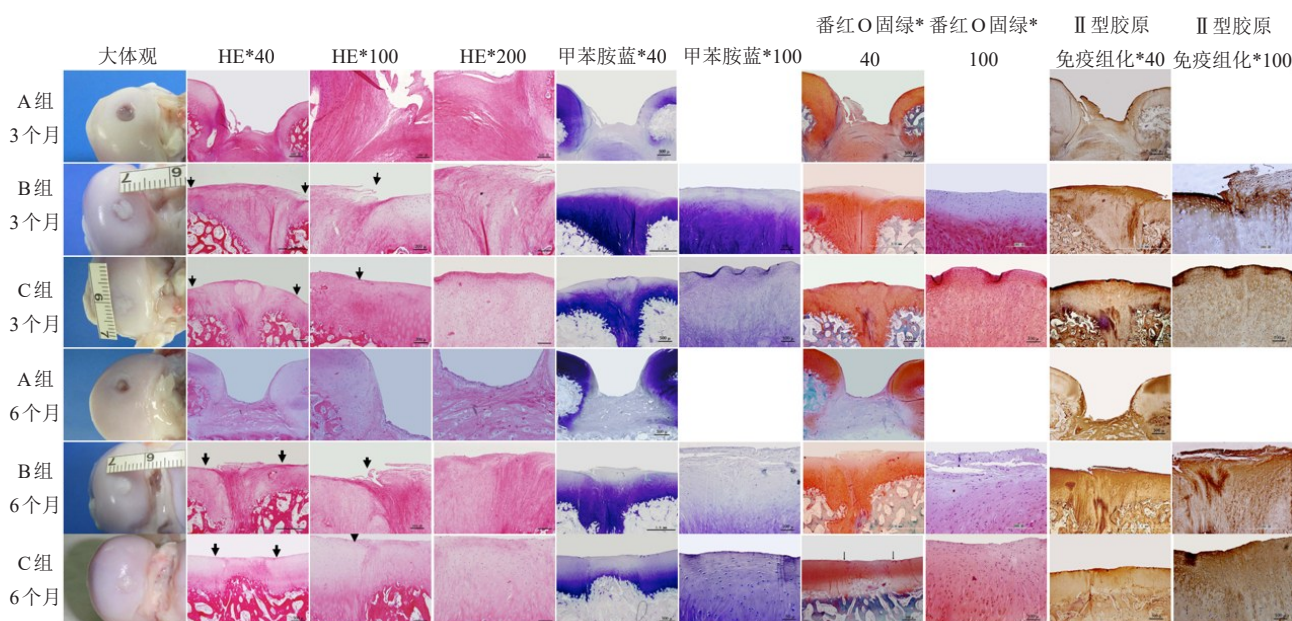 番红O固绿* 番红O固绿* Ⅱ型胶原 Ⅱ型胶原
大体观 HE*40 HE*100 HE*200 甲苯胺蓝*40 甲苯胺蓝*100 40 100 免疫组化*40 免疫组化*100
A组
3个月
B组
3个月
C组
3个月
A组
6个月
B组
6个月
C组
6个月